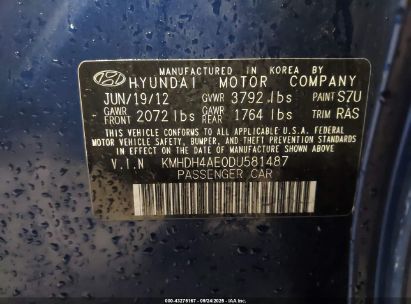 MANUFACTURED IN KOREA BY
HYUNDAI MOTOR COMPANY
JUN/19/12 GVWR 3792 lbs PAINT S7U
GAWR FRONT 2072 lbs GAWR REAR 1764 lbs TRIM RAS
THIS VEHICLE CONFORMS TO ALL APPLICABLE U.S.A. FEDERAL
MOTOR VEHICLE SAFETY, BUMPER, AND THEFT PREVENTION
STANDARDS IN EFFECT ON THE DATE OF MANUFACTURE SHOWN ABOVE.
V.I.N KMHDH4AE0DU581487
PASSENGER CAR